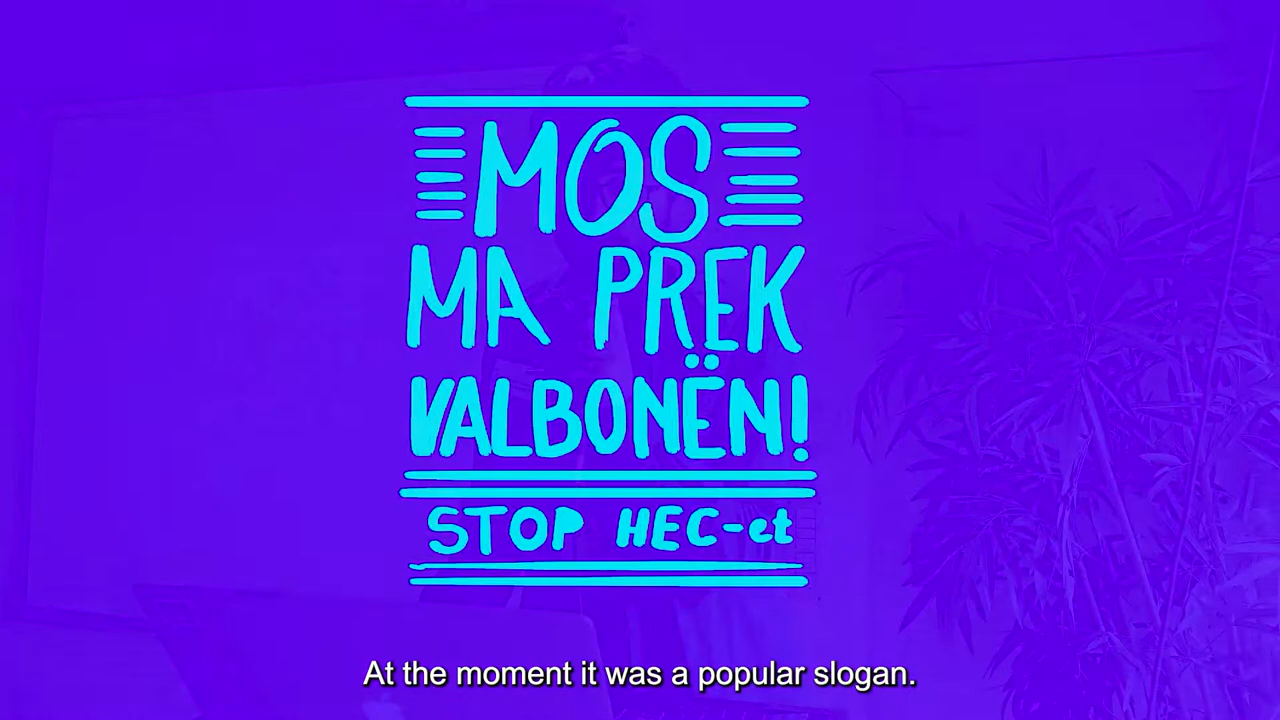 MOS
MA PREK
VALBONËN!
STOP HEC-et
At the moment it was a popular slogan.